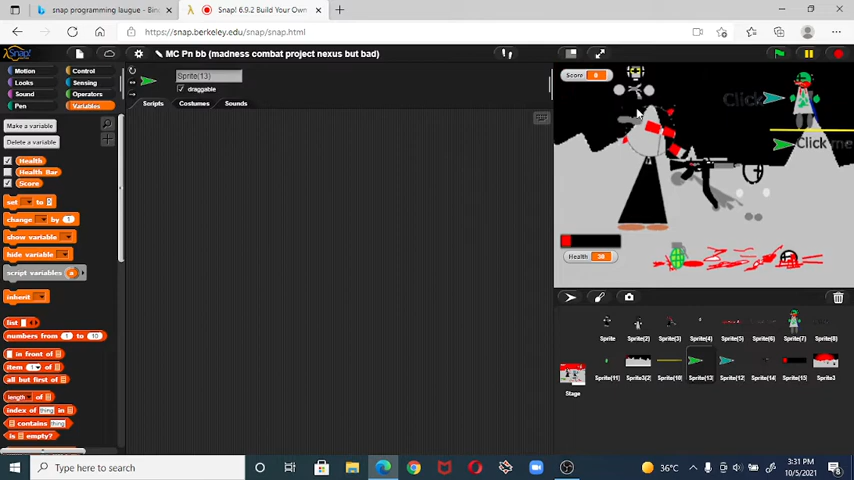 snap programming laugue - Bin
Snap! 6.9.2 Build Your Own
https://snap.berkeley.edu/snap/snap.html
MC Pn bb (madness combat project nexus but bad)
Motion
Control
Looks
Sensing
Sound
Operators
Pen
Variables
Sprite(13)
draggable
Scripts
Costumes
Sounds
Make a variable
Delete a variable
Health
Health Bar
Score
set to 0
change by 1
show variable
hide variable
script variables a
inherit
list
numbers from 1 to 10
in front of
item 1 of
all but first of
length of
index of thing in
contains thing
is empty?
Score 0
Click
Click me
Health 38
Sprite
Sprite(2)
Sprite(3)
Sprite(4)
Sprite(5)
Sprite(6)
Sprite(7)
Sprite(8)
Stage
Sprite(11)
Sprite3(2)
Sprite(10)
Sprite(13)
Sprite(12)
Sprite(14)
Sprite(15)
Sprite3
Type here to search
36°C
3:31 PM
10/5/2021